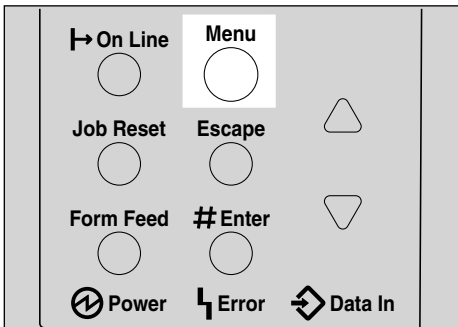 On Line Menu
Job Reset Escape
Form Feed # Enter
Power Error Data In